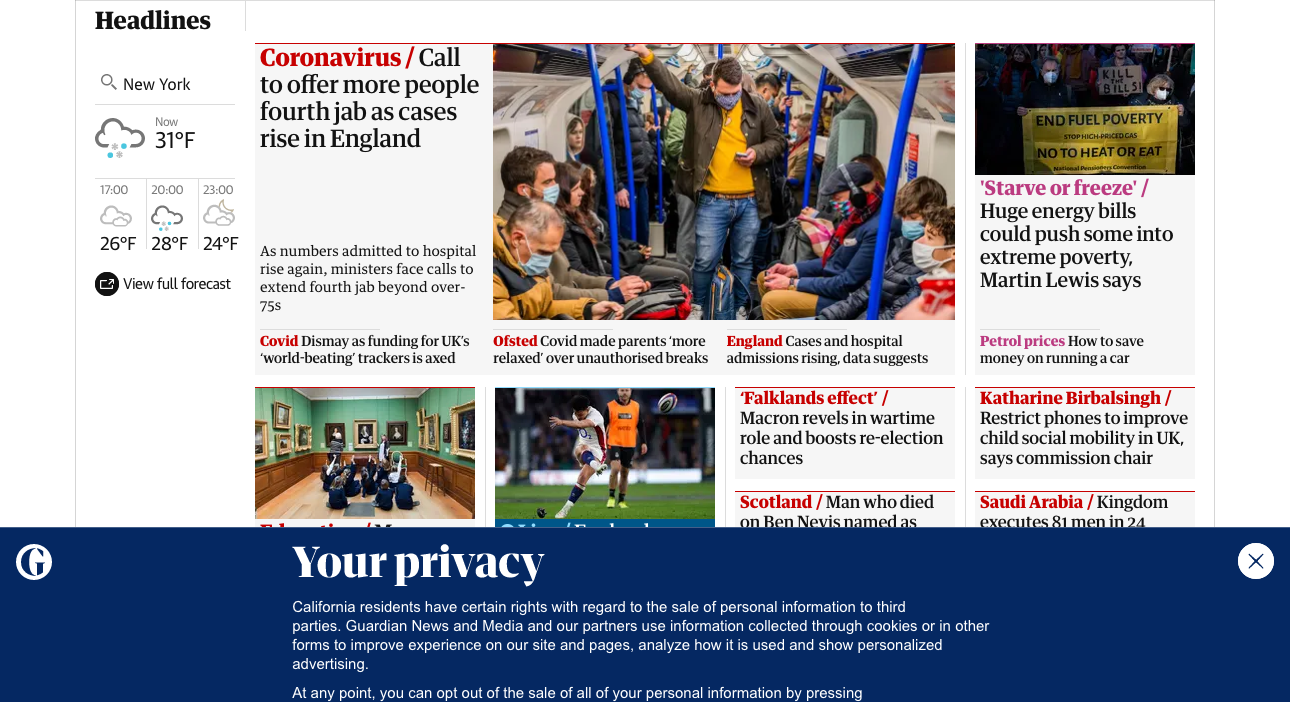 Headlines
New York
Now
31°F
17:00
20:00
23:00
26°F
28°F
24°F
View full forecast
Coronavirus / Call
to offer more people
fourth jab as cases
rise in England
As numbers admitted to hospital
rise again, ministers face calls to
extend fourth jab beyond over-
75s
KILL
THE
BILLS!
END FUEL POVERTY
STOP HIGH-PRICED GAS
NO TO HEAT OR EAT
National Pensioners Convention
'Starve or freeze' /
Huge energy bills
could push some into
extreme poverty,
Martin Lewis says
Covid Dismay as funding for UK’s
‘world-beating’ trackers is axed
Ofsted Covid made parents ‘more
relaxed’ over unauthorised breaks
England Cases and hospital
admissions rising, data suggests
Petrol prices How to save
money on running a car
O2
‘Falklands effect’ /
Macron revels in wartime
role and boosts re-election
chances
Katharine Birbalsingh /
Restrict phones to improve
child social mobility in UK,
says commission chair
Scotland / Man who died
on Ben Nevis named as
Saudi Arabia / Kingdom
executes 81 men in 24
G
Your privacy
California residents have certain rights with regard to the sale of personal information to third
parties. Guardian News and Media and our partners use information collected through cookies or in other
forms to improve experience on our site and pages, analyze how it is used and show personalized
advertising.
At any point, you can opt out of the sale of all of your personal information by pressing